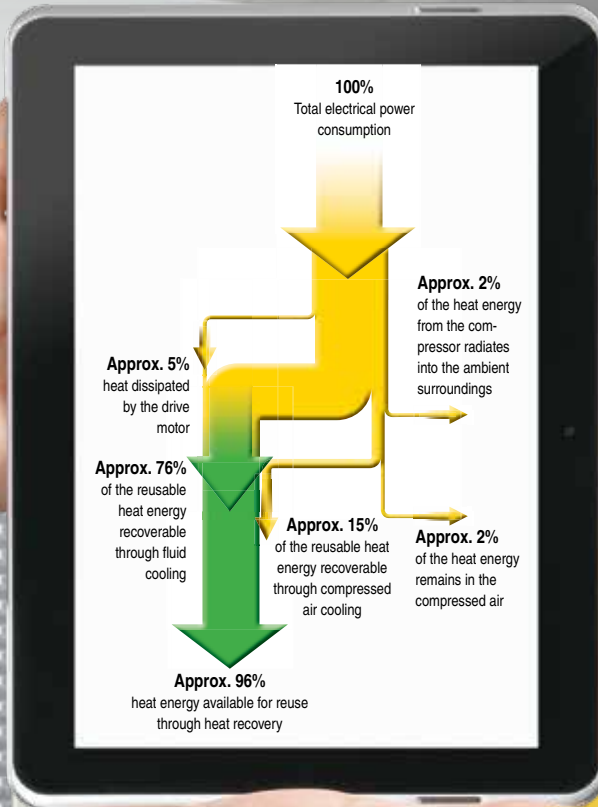 100%
Total electrical power
consumption
Approx. 2%
of the heat energy
from the com-
pressor radiates
into the ambient
surroundings
Approx. 5%
heat dissipated
by the drive
motor
Approx. 76%
of the reusable
heat energy
recoverable
through fluid
cooling
Approx. 15%
of the reusable heat
energy recoverable
through compressed
air cooling
Approx. 2%
of the heat energy
remains in the
compressed air
Approx. 96%
heat energy available for reuse
through heat recovery